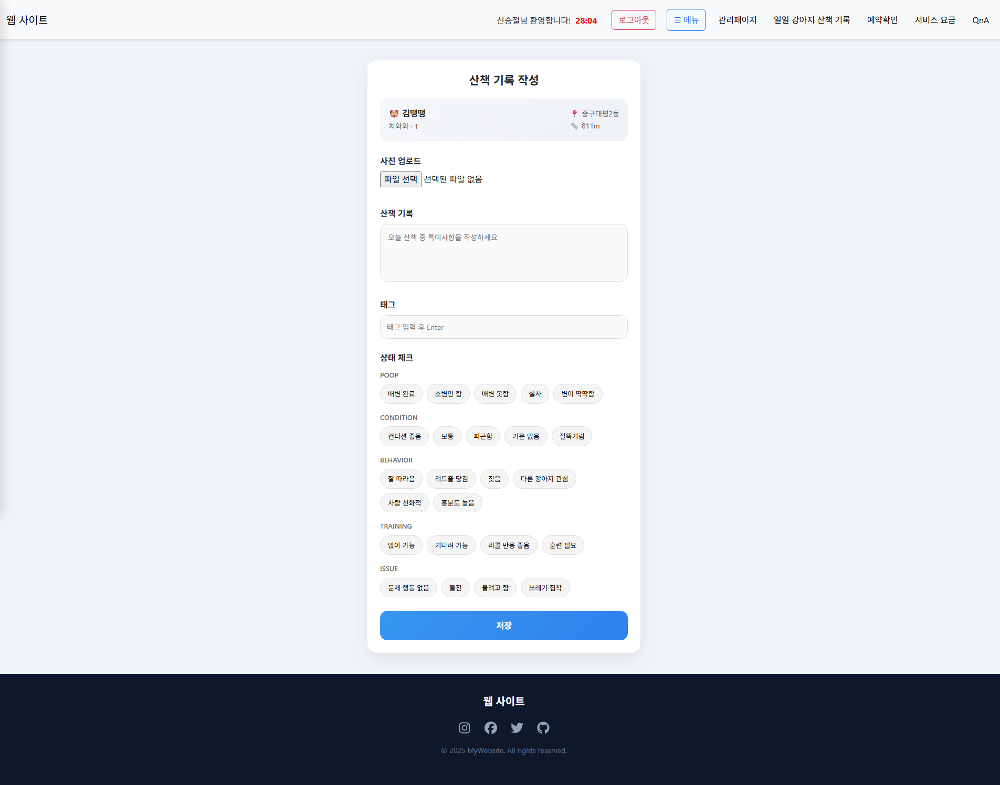 웹 사이트
신승철님 환영합니다! 28:04
로그아웃
☰ 메뉴
관리페이지
일일 강아지 산책 기록
예약확인
서비스 요금
QnA
산책 기록 작성
김땡땡
치와와 · 1
중구태평2동
811m
사진 업로드
파일 선택 선택된 파일 없음
산책 기록
오늘 산책 중 특이사항을 작성하세요
태그
태그 입력 후 Enter
상태 체크
POOP
배변 완료 소변만 함 배변 못함 설사 변이 딱딱함
CONDITION
컨디션 좋음 보통 피곤함 기운 없음 절뚝거림
BEHAVIOR
잘 따라옴 리드줄 당김 짖음 다른 강아지 관심
사람 친화적 흥분도 높음
TRAINING
앉아 가능 기다려 가능 리콜 반응 좋음 훈련 필요
ISSUE
문제 행동 없음 돌진 물려고 함 쓰레기 집착
저장
웹 사이트
© 2025 MyWebsite. All rights reserved.